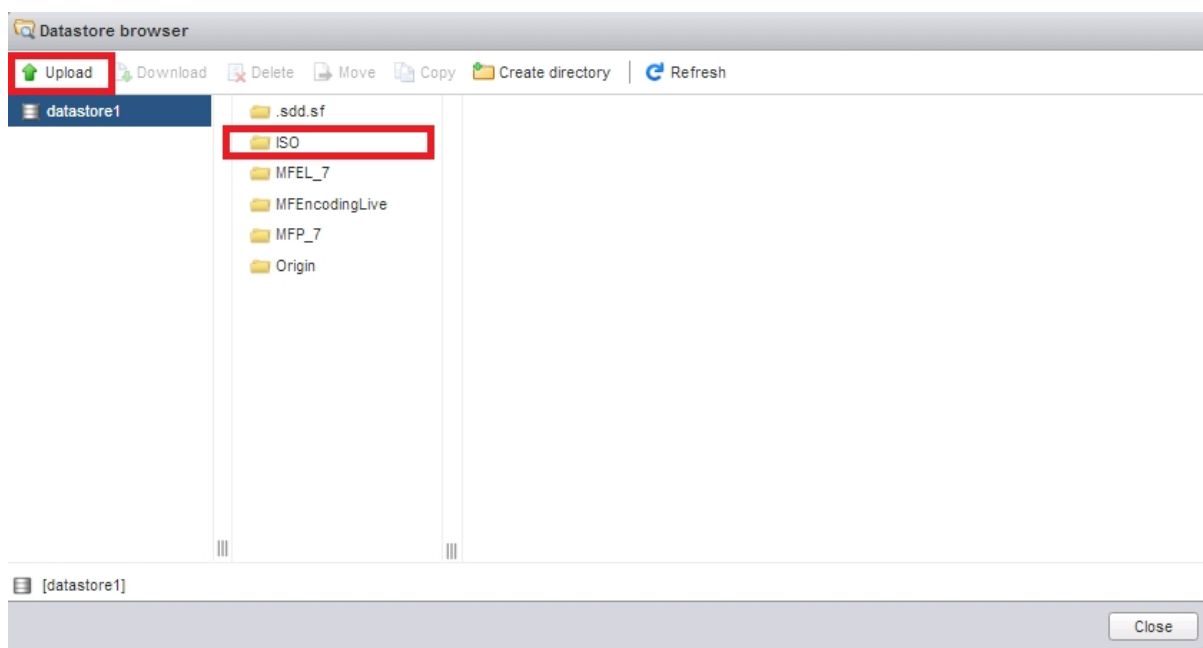 Datastore browser
Upload Download Delete Move Copy Create directory Refresh
datastore1
.sdd.sf
ISO
MFEL_7
MFEncodingLive
MFP_7
Origin
[datastore1]
Close